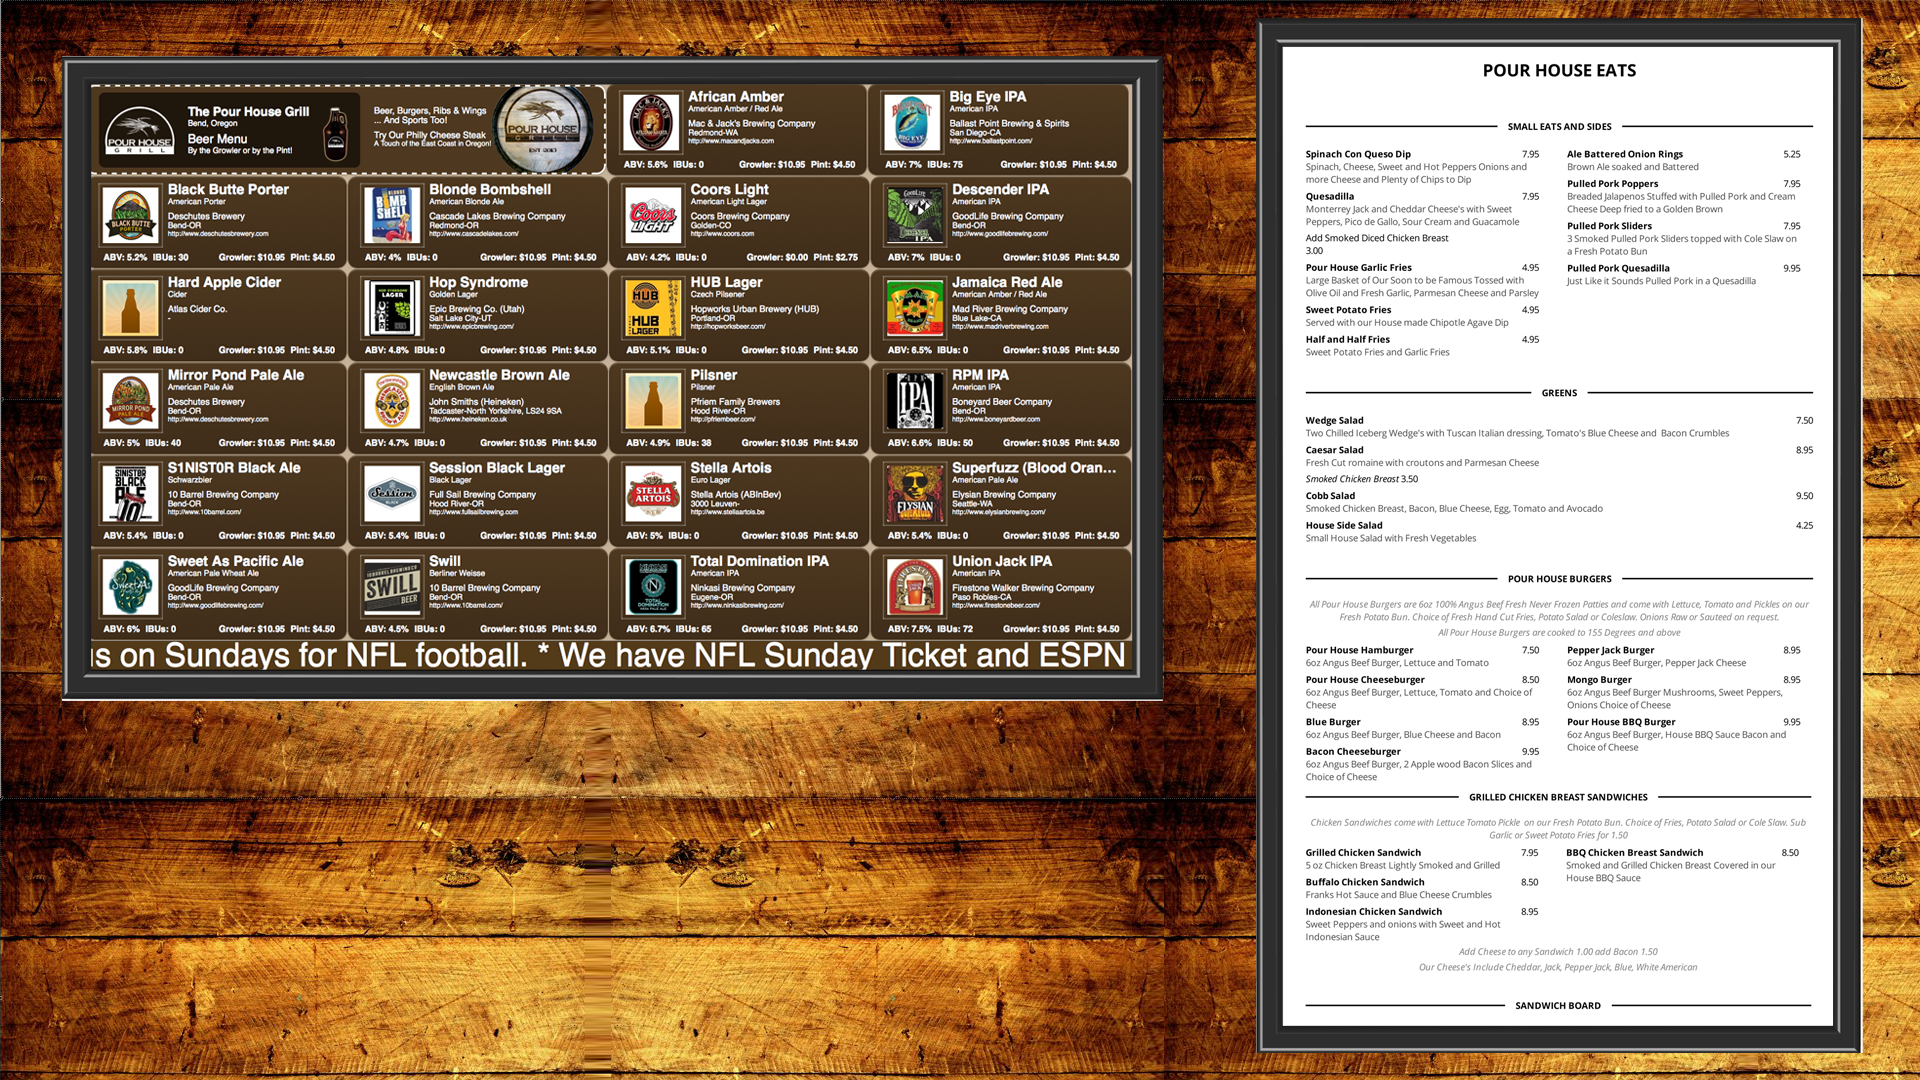 POUR HOUSE
GRILL
The Pour House Grill
Bend, Oregon
Beer Menu
By the Growler or by the Pint!
Beer, Burgers, Ribs & Wings
... And Sports Too!
Try Our Philly Cheese Steak
A Touch of the East Coast in Oregon!
POUR HOUSE
EST 2013
African Amber
American Amber / Red Ale
Mac & Jack's Brewing Company
Redmond-WA
http://www.macandjacks.com
ABV: 5.6% IBUs: 0 Growler: $10.95 Pint: $4.50
Big Eye IPA
American IPA
Ballast Point Brewing & Spirits
San Diego-CA
http://www.ballastpoint.com/
ABV: 7% IBUs: 75 Growler: $10.95 Pint: $4.50
Black Butte Porter
American Porter
Deschutes Brewery
Bend-OR
http://www.deschutesbrewery.com
ABV: 5.2% IBUs: 30 Growler: $10.95 Pint: $4.50
Blonde Bombshell
American Blonde Ale
Cascade Lakes Brewing Company
Redmond-OR
http://www.cascadelakes.com/
ABV: 4% IBUs: 0 Growler: $10.95 Pint: $4.50
Coors Light
American Light Lager
Coors Brewing Company
Golden-CO
http://www.coors.com
ABV: 4.2% IBUs: 0 Growler: $0.00 Pint: $2.75
Descender IPA
American IPA
GoodLife Brewing Company
Bend-OR
http://www.goodlifebrewing.com/
ABV: 7% IBUs: 0 Growler: $10.95 Pint: $4.50
Hard Apple Cider
Cider
Atlas Cider Co.
-
ABV: 5.8% IBUs: 0 Growler: $10.95 Pint: $4.50
Hop Syndrome
Golden Lager
Epic Brewing Co. (Utah)
Salt Lake City-UT
http://www.epicbrewing.com/
ABV: 4.8% IBUs: 0 Growler: $10.95 Pint: $4.50
HUB Lager
Czech Pilsener
Hopworks Urban Brewery (HUB)
Portland-OR
http://hopworksbeer.com/
ABV: 5.1% IBUs: 0 Growler: $10.95 Pint: $4.50
Jamaica Red Ale
American Amber / Red Ale
Mad River Brewing Company
Blue Lake-CA
http://www.madriverbrewing.com
ABV: 6.5% IBUs: 0 Growler: $10.95 Pint: $4.50
Mirror Pond Pale Ale
American Pale Ale
Deschutes Brewery
Bend-OR
http://www.deschutesbrewery.com
ABV: 5% IBUs: 40 Growler: $10.95 Pint: $4.50
Newcastle Brown Ale
English Brown Ale
John Smiths (Heineken)
Tadcaster-North Yorkshire, LS24 9SA
http://www.heineken.co.uk
ABV: 4.7% IBUs: 0 Growler: $10.95 Pint: $4.50
Pilsner
Pilsner
Pfriem Family Brewers
Hood River-OR
http://pfriembeer.com/
ABV: 4.9% IBUs: 38 Growler: $10.95 Pint: $4.50
RPM IPA
American IPA
Boneyard Beer Company
Bend-OR
http://www.boneyardbeer.com/
ABV: 6.6% IBUs: 50 Growler: $10.95 Pint: $4.50
S1NIST0R Black Ale
Schwarzbier
10 Barrel Brewing Company
Bend-OR
http://www.10barrel.com/
ABV: 5.4% IBUs: 0 Growler: $10.95 Pint: $4.50
Session Black Lager
Black Lager
Full Sail Brewing Company
Hood River-OR
http://www.fullsailbrewing.com
ABV: 5.4% IBUs: 0 Growler: $10.95 Pint: $4.50
Stella Artois
Euro Lager
Stella Artois (ABInBev)
3000 Leuven-
http://www.stellaartois.be
ABV: 5% IBUs: 0 Growler: $10.95 Pint: $4.50
Superfuzz (Blood Oran...
American Pale Ale
Elysian Brewing Company
Seattle-WA
http://www.elysianbrewing.com/
ABV: 5.4% IBUs: 0 Growler: $10.95 Pint: $4.50
Sweet As Pacific Ale
American Pale Wheat Ale
GoodLife Brewing Company
Bend-OR
http://www.goodlifebrewing.com/
ABV: 6% IBUs: 0 Growler: $10.95 Pint: $4.50
Swill
Berliner Weisse
10 Barrel Brewing Company
Bend-OR
http://www.10barrel.com/
ABV: 4.5% IBUs: 0 Growler: $10.95 Pint: $4.50
Total Domination IPA
American IPA
Ninkasi Brewing Company
Eugene-OR
http://www.ninkasibrewing.com/
ABV: 6.7% IBUs: 65 Growler: $10.95 Pint: $4.50
Union Jack IPA
American IPA
Firestone Walker Brewing Company
Paso Robles-CA
http://www.firestonebeer.com/
ABV: 7.5% IBUs: 72 Growler: $10.95 Pint: $4.50
s on Sundays for NFL football. * We have NFL Sunday Ticket and ESPN
POUR HOUSE EATS
SMALL EATS AND SIDES
Spinach Con Queso Dip 7.95
Spinach, Cheese, Sweet and Hot Peppers Onions and
more Cheese and Plenty of Chips to Dip
Quesadilla 7.95
Monterrey Jack and Cheddar Cheese's with Sweet
Peppers, Pico de Gallo, Sour Cream and Guacamole
Add Smoked Diced Chicken Breast
3.00
Pour House Garlic Fries 4.95
Large Basket of Our Soon to be Famous Tossed with
Olive Oil and Fresh Garlic, Parmesan Cheese and Parsley
Sweet Potato Fries 4.95
Served with our House made Chipotle Agave Dip
Half and Half Fries 4.95
Sweet Potato Fries and Garlic Fries
Ale Battered Onion Rings 5.25
Brown Ale soaked and Battered
Pulled Pork Poppers 7.95
Breaded Jalapenos Stuffed with Pulled Pork and Cream
Cheese Deep fried to a Golden Brown
Pulled Pork Sliders 7.95
3 Smoked Pulled Pork Sliders topped with Cole Slaw on
a Fresh Potato Bun
Pulled Pork Quesadilla 9.95
Just Like it Sounds Pulled Pork in a Quesadilla
GREENS
Wedge Salad 7.50
Two Chilled Iceberg Wedge's with Tuscan Italian dressing, Tomato's Blue Cheese and Bacon Crumbles
Caesar Salad 8.95
Fresh Cut romaine with croutons and Parmesan Cheese
Smoked Chicken Breast 3.50
Cobb Salad 9.50
Smoked Chicken Breast, Bacon, Blue Cheese, Egg, Tomato and Avocado
House Side Salad 4.25
Small House Salad with Fresh Vegetables
POUR HOUSE BURGERS
All Pour House Burgers are 6oz 100% Angus Beef Fresh Never Frozen Patties and come with Lettuce, Tomato and Pickles on our
Fresh Potato Bun. Choice of Fresh Hand Cut Fries, Potato Salad or Coleslaw. Onions Raw or Sauteed on request.
All Pour House Burgers are cooked to 155 Degrees and above
Pour House Hamburger 7.50
6oz Angus Beef Burger, Lettuce and Tomato
Pour House Cheeseburger 8.50
6oz Angus Beef Burger, Lettuce, Tomato and Choice of
Cheese
Blue Burger 8.95
6oz Angus Beef Burger, Blue Cheese and Bacon
Bacon Cheeseburger 9.95
6oz Angus Beef Burger, 2 Apple wood Bacon Slices and
Choice of Cheese
Pepper Jack Burger 8.95
6oz Angus Beef Burger, Pepper Jack Cheese
Mongo Burger 8.95
6oz Angus Beef Burger Mushrooms, Sweet Peppers,
Onions Choice of Cheese
Pour House BBQ Burger 9.95
6oz Angus Beef Burger, House BBQ Sauce Bacon and
Choice of Cheese
GRILLED CHICKEN BREAST SANDWICHES
Chicken Sandwiches come with Lettuce Tomato Pickle on our Fresh Potato Bun. Choice of Fries, Potato Salad or Cole Slaw. Sub
Garlic or Sweet Potato Fries for 1.50
Grilled Chicken Sandwich 7.95
5 oz Chicken Breast Lightly Smoked and Grilled
Buffalo Chicken Sandwich 8.50
Franks Hot Sauce and Blue Cheese Crumbles
Indonesian Chicken Sandwich 8.95
Sweet Peppers and onions with Sweet and Hot
Indonesian Sauce
BBQ Chicken Breast Sandwich 8.50
Smoked and Grilled Chicken Breast Covered in our
House BBQ Sauce
Add Cheese to any Sandwich 1.00 add Bacon 1.50
Our Cheese's Include Cheddar, Jack, Pepper Jack, Blue, White American
SANDWICH BOARD